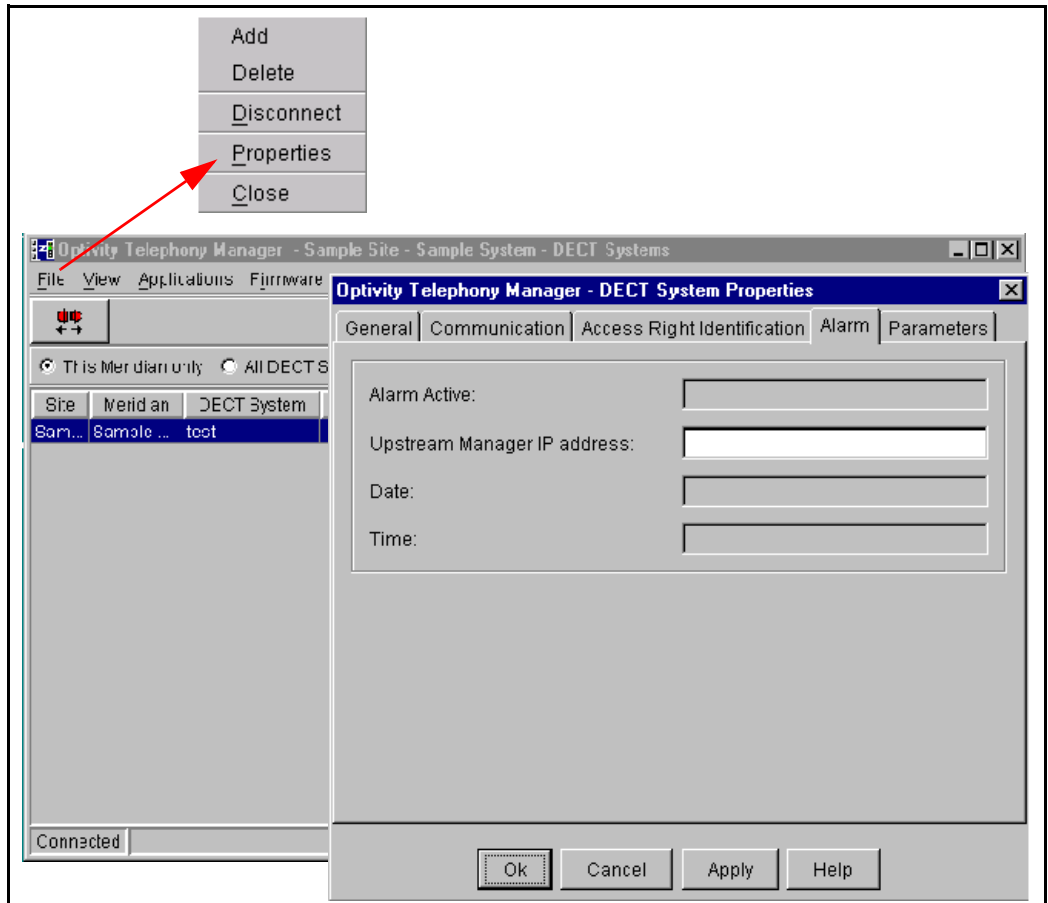 Add
Delete
Disconnect
Properties
Close
Optivity Telephony Manager - Sample Site - Sample System - DECT Systems
File View Applications Firmware
Optivity Telephony Manager - DECT System Properties
General Communication Access Right Identification Alarm Parameters
This Meridian only All DECT S
Site Meridian DECT System
Sam... Sample ... test
Alarm Active:
Upstream Manager IP address:
Date:
Time:
Connected
Ok Cancel Apply Help